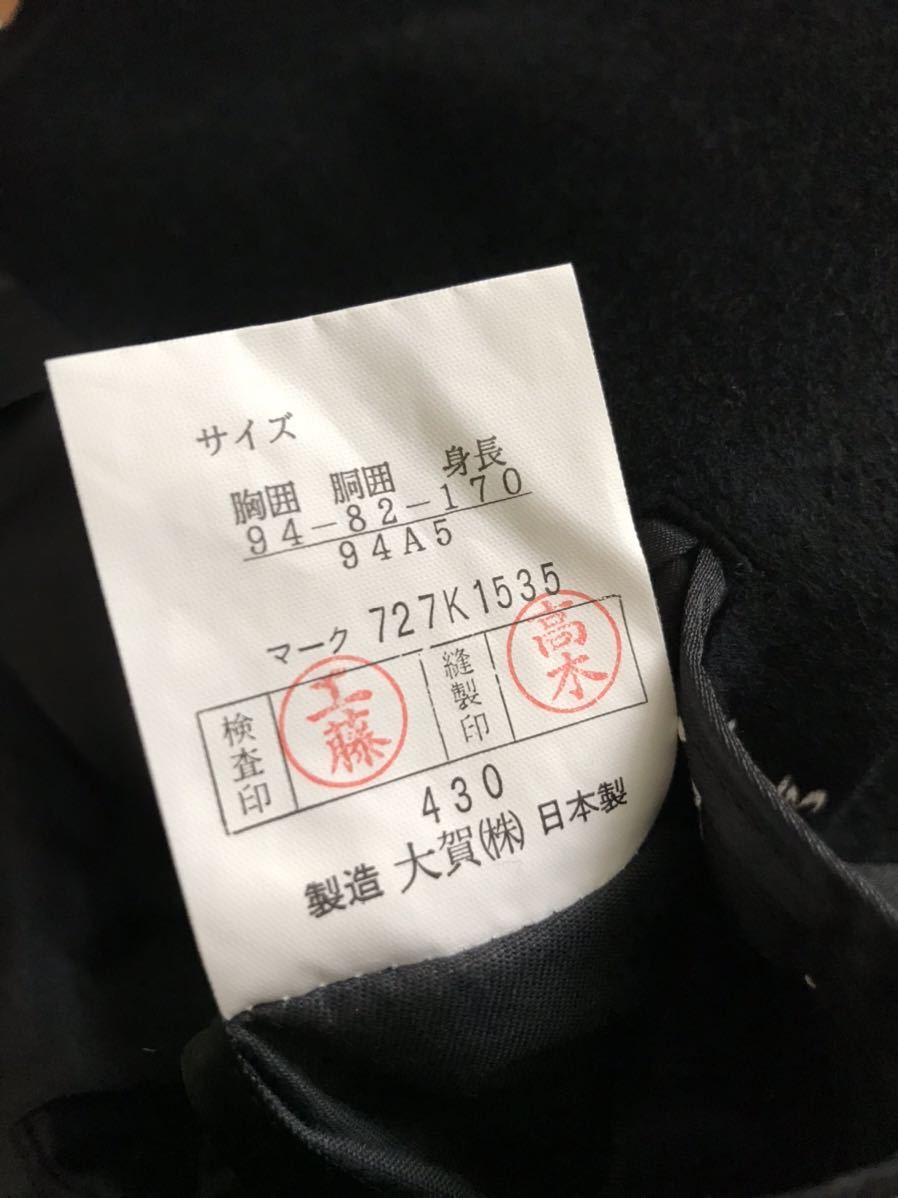 サイズ
胸囲 胴囲 身長
94-82-170
94A5
マーク 727K1535
検査印 工藤 縫製印 高木
430
製造 大賀(株) 日本製